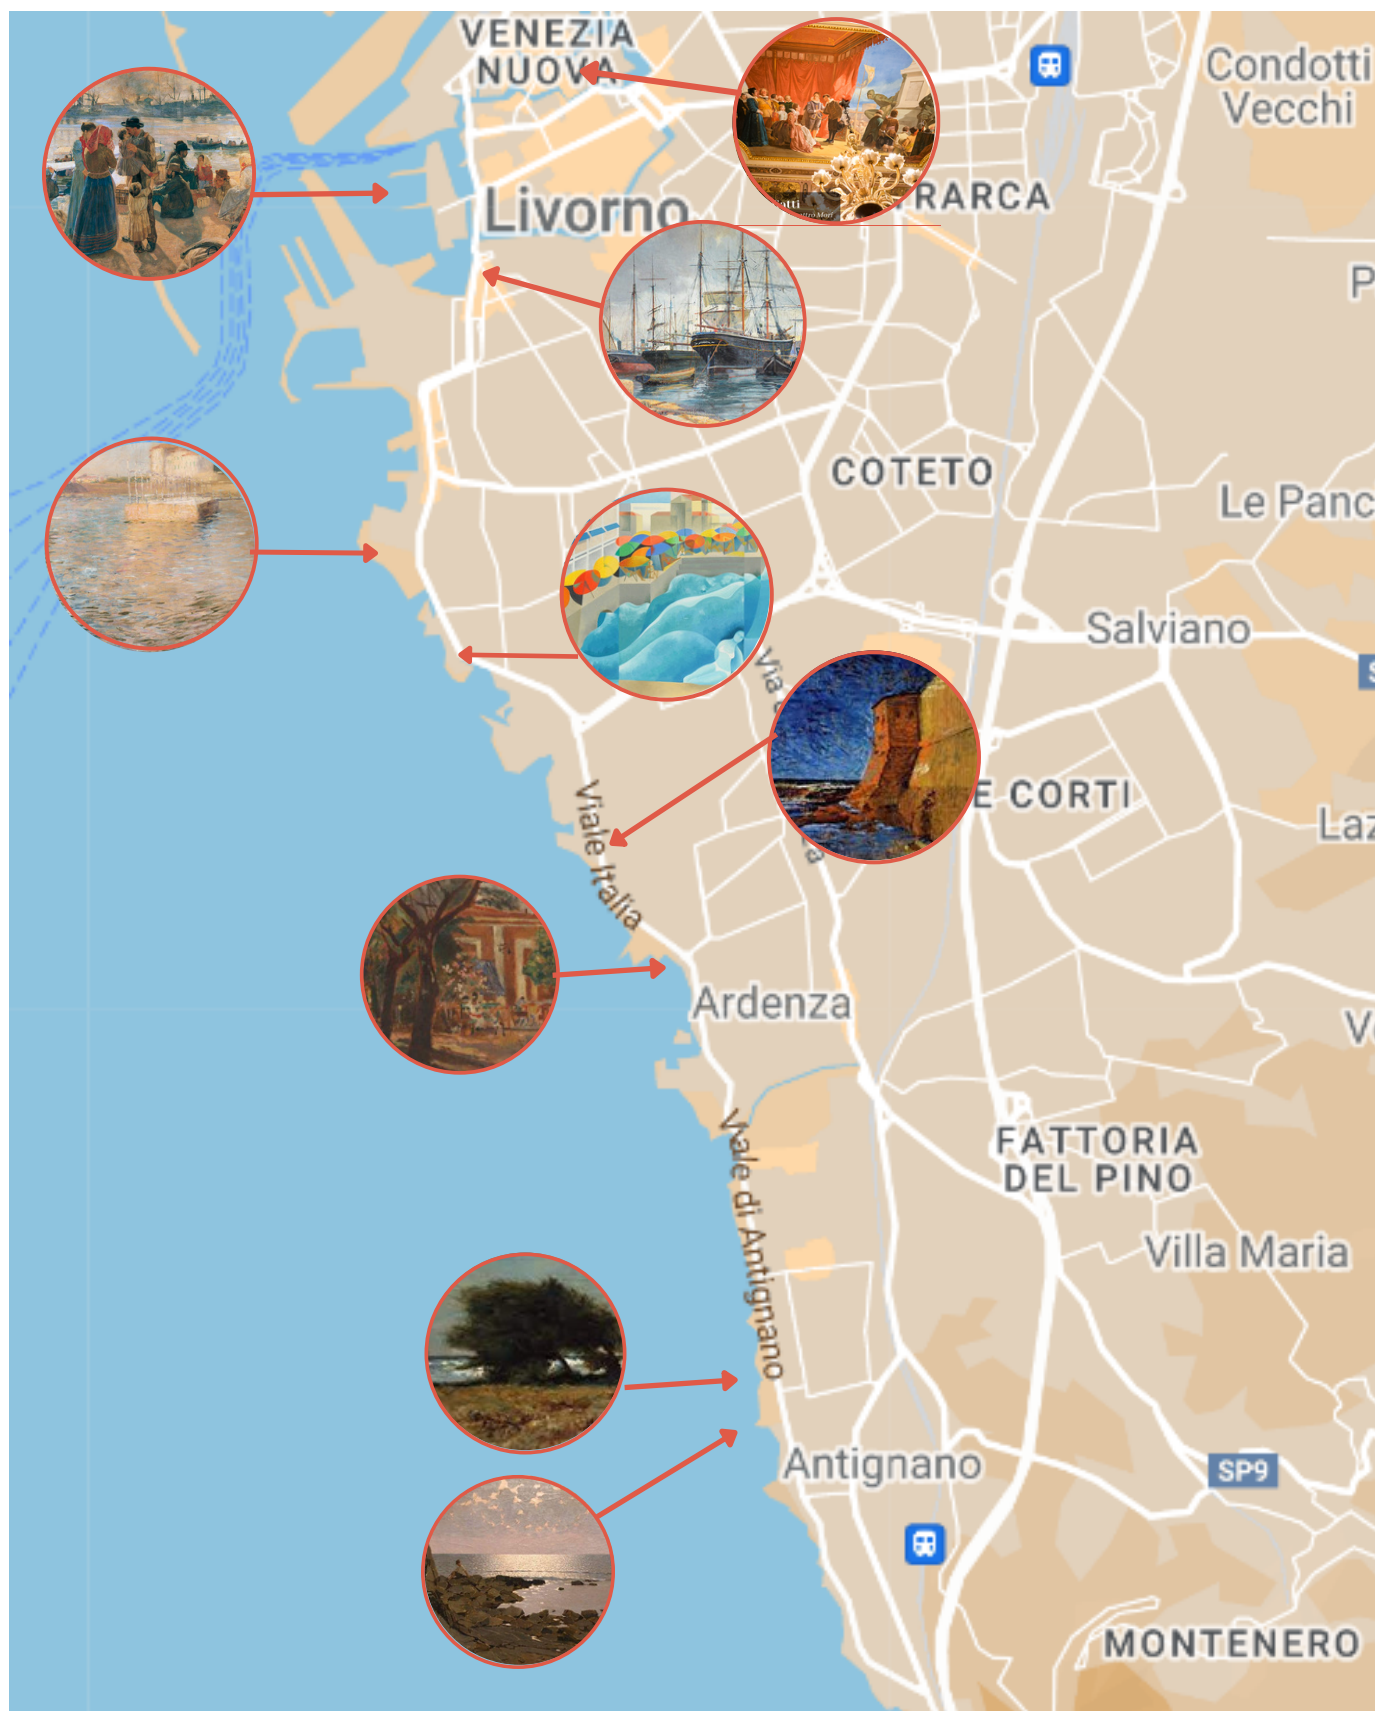 VENEZIA
NUOVA
Condotti
Vecchi
Livorno
RARCA
P
COTETO
Le Panc
Salviano
S
Via
E CORTI
Laz
Viale Italia
Ardenza
V
FATTORIA
DEL PINO
Viale di Antignano
Villa Maria
Antignano
SP9
MONTENERO